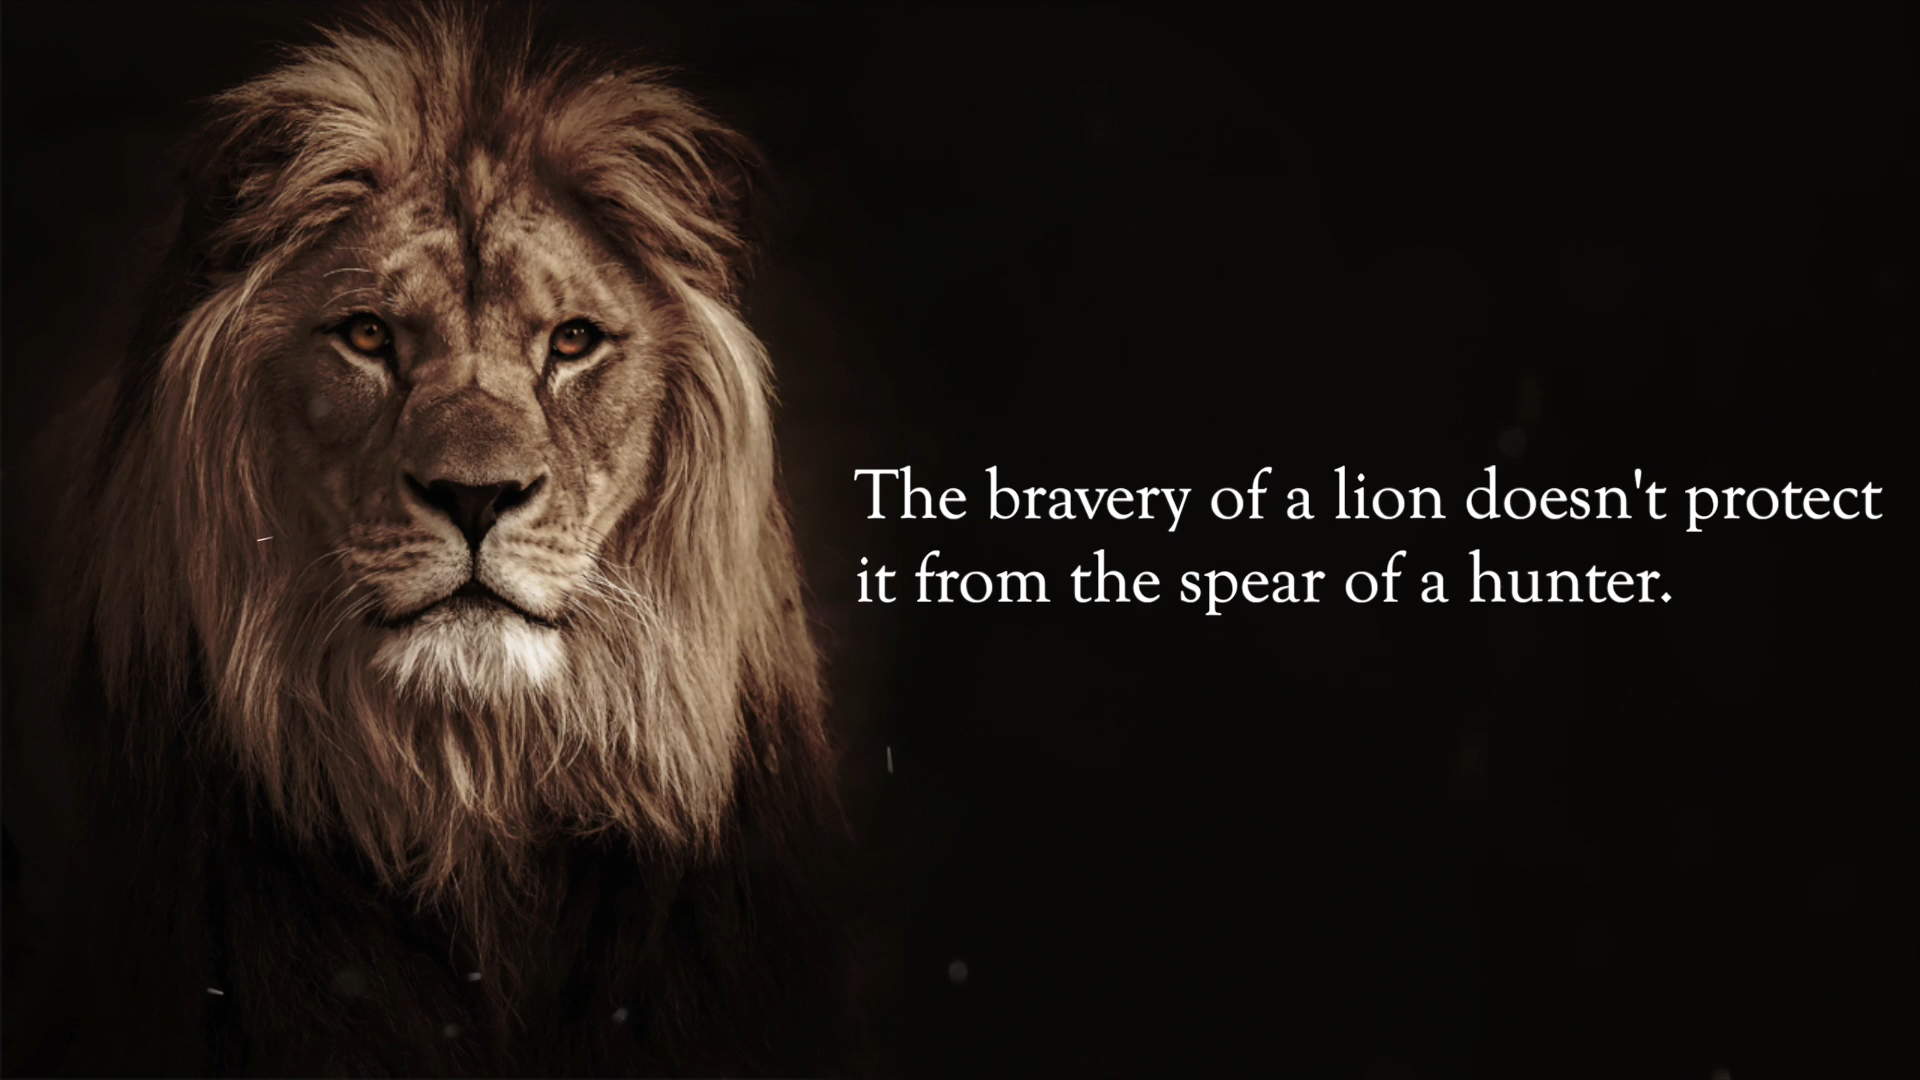 The bravery of a lion doesn't protect
it from the spear of a hunter.